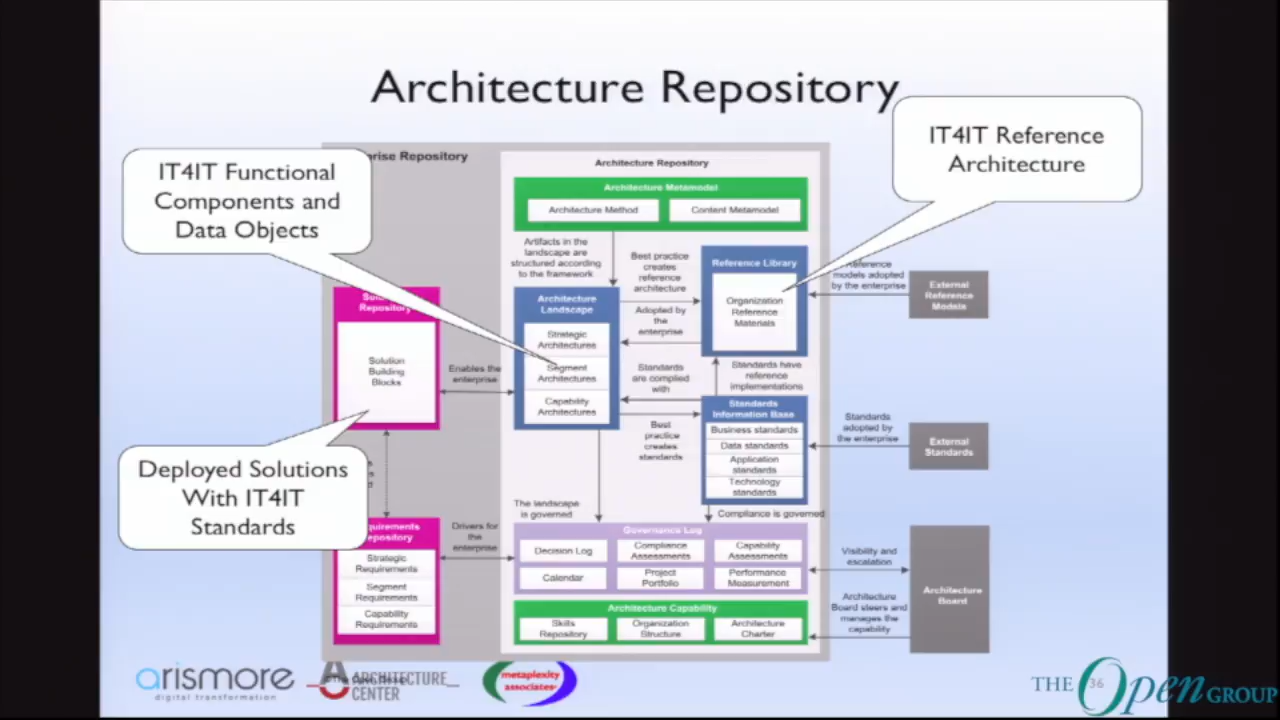 Architecture Repository
IT4IT Functional
Components and
Data Objects
IT4IT Reference
Architecture
Deployed Solutions
With IT4IT
Standards
Repository
Architecture Repository
Architecture Metamodel
Architecture Method
Content Metamodel
Artifacts in the
landscape are
structured according
to the framework
Best practice
creates
reference
architecture
Adopted by
the
enterprise
Reference Library
Organization
Reference
Materials
models adopted
by the enterprise
External
Reference
Models
Repository
Solution
Building
Blocks
Enables the
enterprise
Architecture
Landscape
Strategic
Architectures
Segment
Architectures
Capability
Architectures
Standards
are complied
with
Standards have
reference
implementations
Best
practice
creates
standards
Standards
Information Base
Business standards
Data standards
Application
standards
Technology
standards
Standards
adopted by
the enterprise
External
Standards
The landscape
is governed
Compliance is governed
Strategic
Requirements
Segment
Requirements
Capability
Requirements
Drivers for
the
enterprise
Governance Log
Decision Log
Compliance
Assessments
Capability
Assessments
Calendar
Project
Portfolio
Performance
Measurement
Visibility and
escalation
Architecture
Board steers and
manages the
capability
Architecture
Board
Architecture Capability
Skills
Repository
Organization
Structure
Architecture
Charter
arismore
digital transformation
ARCHITECTURE
CENTER
metaplexity
associates
36
THE Open GROUP